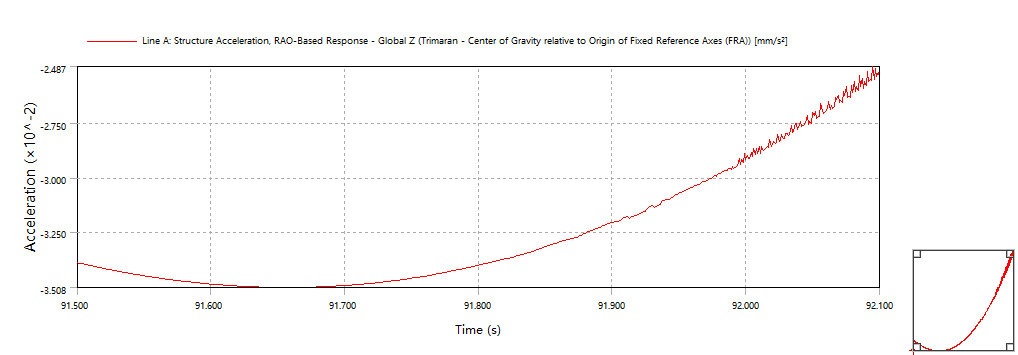 Line A: Structure Acceleration, RAO-Based Response - Global Z (Trimaran - Center of Gravity relative to Origin of Fixed Reference Axes (FRA)) [mm/s²]
Acceleration (×10^-2)
-2.487
-2.750
-3.000
-3.250
-3.508
91.500 91.600 91.700 91.800 91.900 92.000 92.100
Time (s)